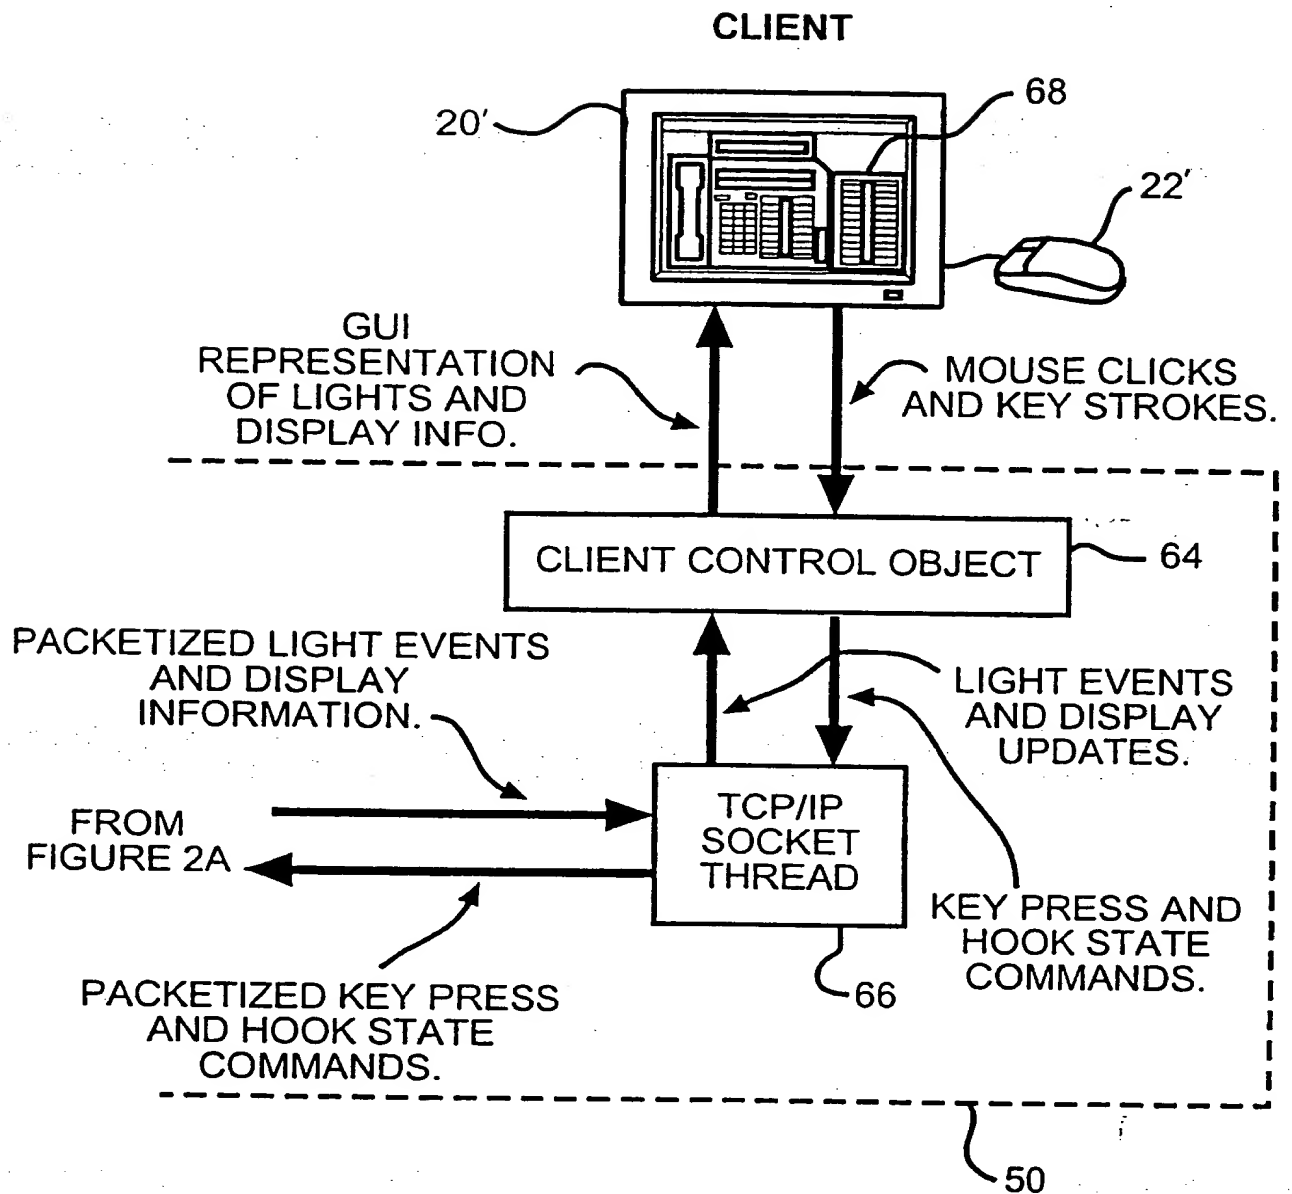 CLIENT
20'
68
22'
GUI
REPRESENTATION
OF LIGHTS AND
DISPLAY INFO.
MOUSE CLICKS
AND KEY STROKES.
CLIENT CONTROL OBJECT
64
PACKETIZED LIGHT EVENTS
AND DISPLAY
INFORMATION.
LIGHT EVENTS
AND DISPLAY
UPDATES.
FROM
FIGURE 2A
TCP/IP
SOCKET
THREAD
KEY PRESS AND
HOOK STATE
COMMANDS.
66
PACKETIZED KEY PRESS
AND HOOK STATE
COMMANDS.
50